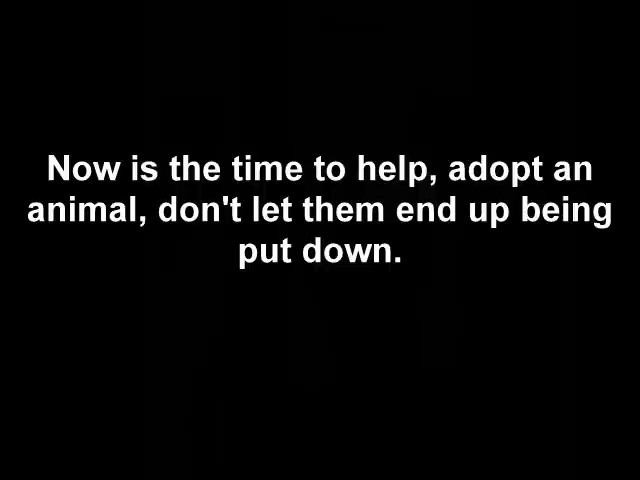 Now is the time to help, adopt an
animal, don't let them end up being
put down.